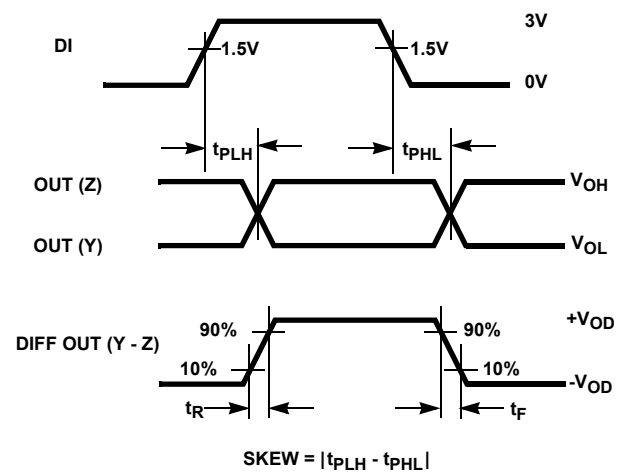 3V
DI
1.5V
1.5V
0V
tPLH
tPHL
OUT (Z)
VOH
OUT (Y)
VOL
+VOD
90%
90%
DIFF OUT (Y - Z)
10%
10%
-VOD
tR
tF
SKEW = |tPLH - tPHL|